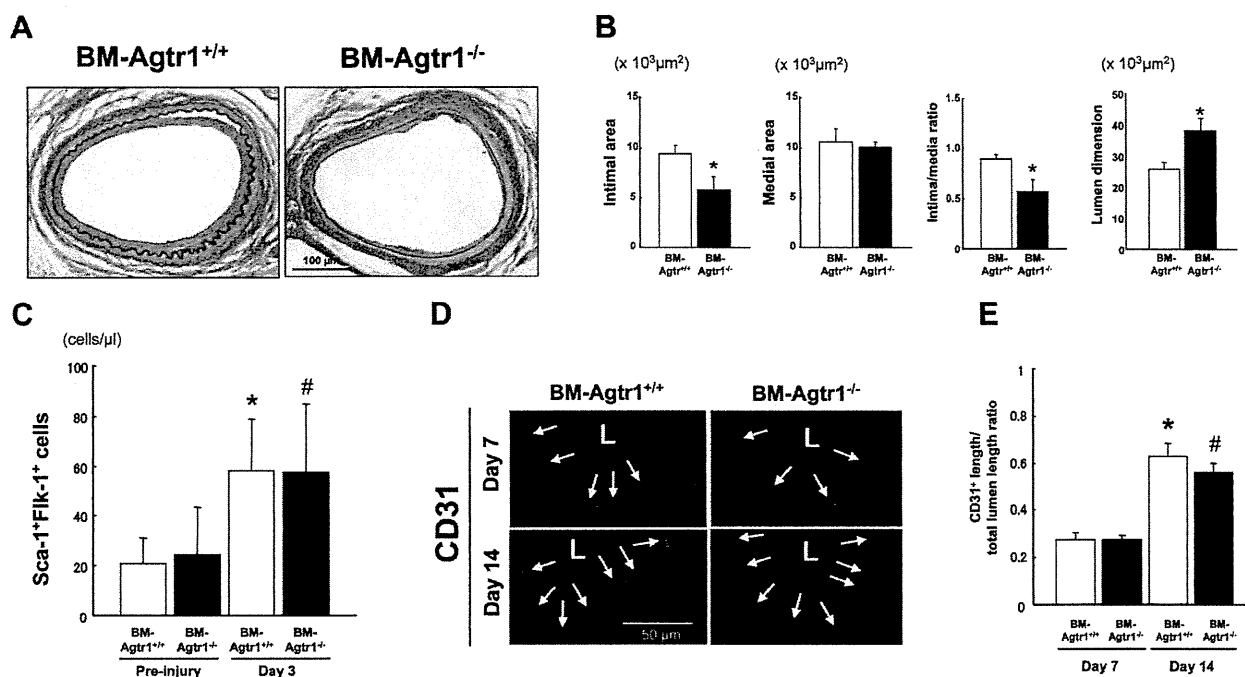 A
BM-Agtr1+/+ BM-Agtr1-/-
100 µm
B
(x 10³µm²) (x 10³µm²) (x 10³µm²)
Intimal area
15
10
5
0
BM-Agtr+/+ BM-Agtr1-/-
Medial area
15
10
5
0
BM-Agtr+/+ BM-Agtr1-/-
Intima/media ratio
1.5
1.0
0.5
0.0
BM-Agtr+/+ BM-Agtr1-/-
Lumen dimension
50
40
30
20
10
0
BM-Agtr+/+ BM-Agtr1-/-
*
*
*
*
C
(cells/µl)
Sca-1+Flk-1+ cells
100
80
60
40
20
0
* #
BM-Agtr1+/+ BM-Agtr1-/- BM-Agtr1+/+ BM-Agtr1-/-
Pre-injury Day 3
D
BM-Agtr1+/+ BM-Agtr1-/-
CD31
Day 7
L L
Day 14
L L
50 µm
E
CD31+ length/
total lumen length ratio
1
0.8
0.6
0.4
0.2
0
* #
BM-Agtr1+/+ BM-Agtr1-/- BM-Agtr1+/+ BM-Agtr1-/-
Day 7 Day 14